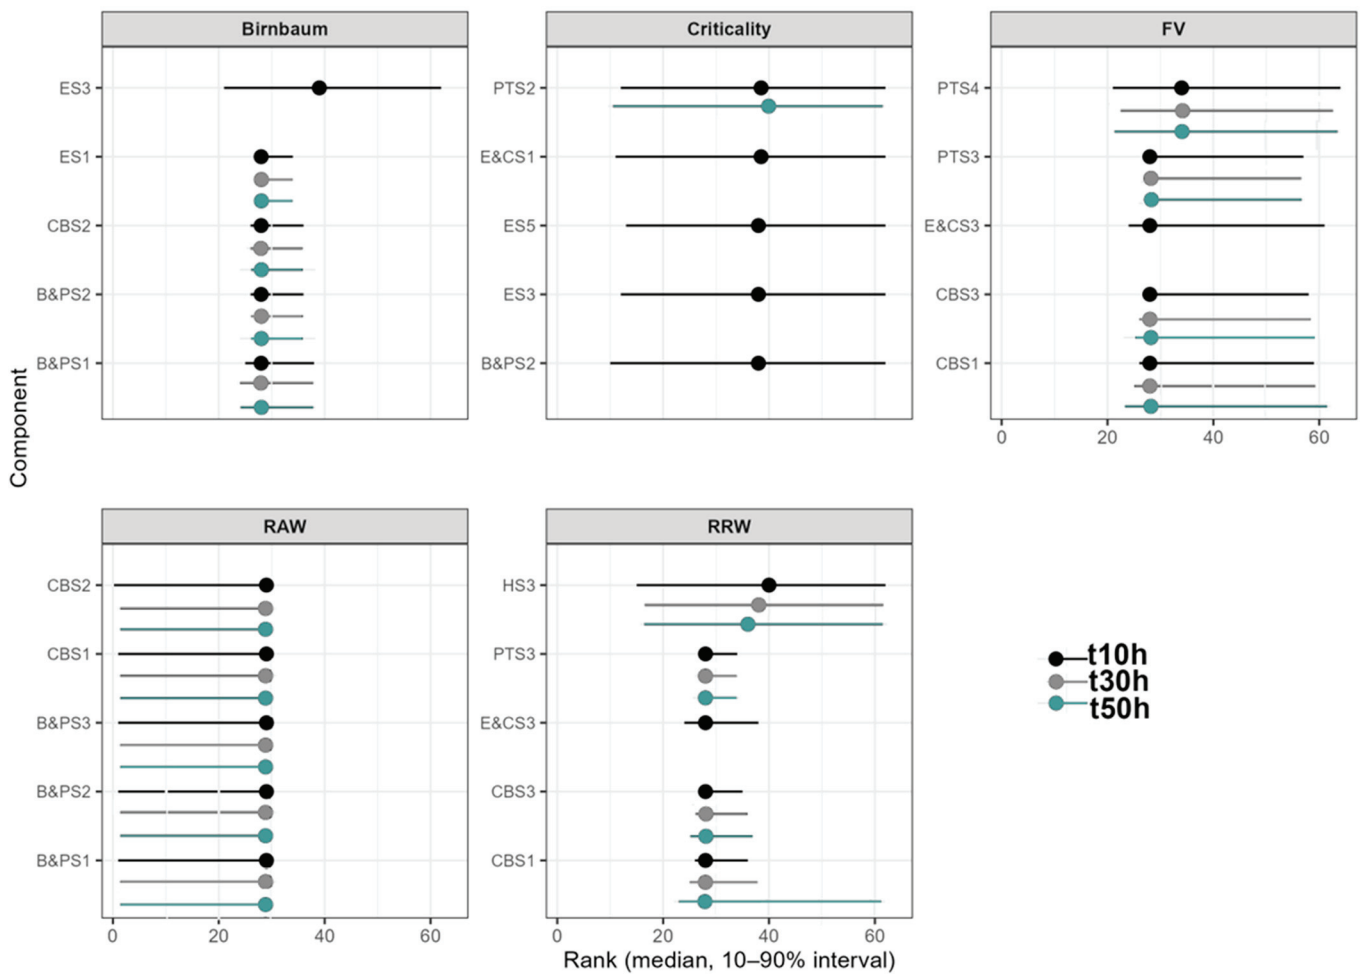 Birnbaum
Criticality
FV
ES3
ES1
CBS2
B&PS2
B&PS1
PTS2
E&CS1
ES5
ES3
B&PS2
PTS4
PTS3
E&CS3
CBS3
CBS1
0 20 40 60
Component
RAW
RRW
CBS2
CBS1
B&PS3
B&PS2
B&PS1
0 20 40 60
HS3
PTS3
E&CS3
CBS3
CBS1
0 20 40 60
t10h
t30h
t50h
Rank (median, 10–90% interval)